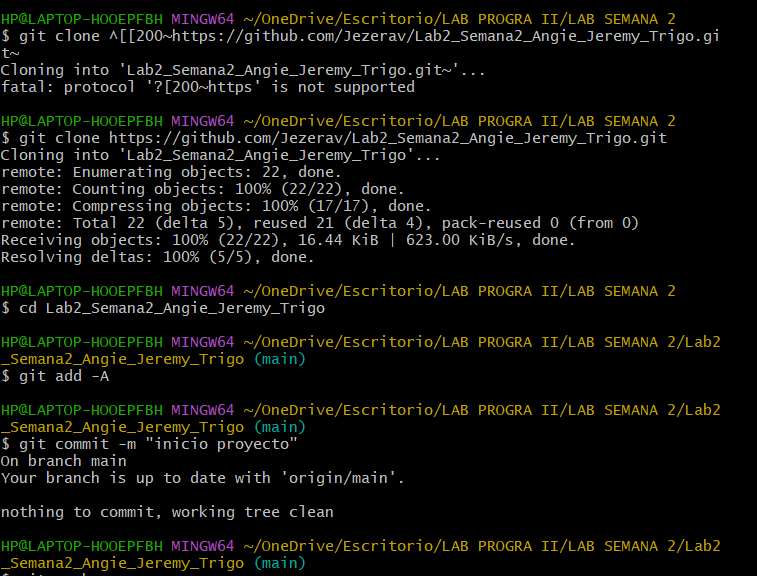 HP@LAPTOP-HOOEPFBH MINGW64 ~/OneDrive/Escritorio/LAB PROGRA II/LAB SEMANA 2
$ git clone ^[[200~https://github.com/Jezerav/Lab2_Semana2_Angie_Jeremy_Trigo.gi
t~
Cloning into 'Lab2_Semana2_Angie_Jeremy_Trigo.git~'...
fatal: protocol '?[200~https' is not supported

HP@LAPTOP-HOOEPFBH MINGW64 ~/OneDrive/Escritorio/LAB PROGRA II/LAB SEMANA 2
$ git clone https://github.com/Jezerav/Lab2_Semana2_Angie_Jeremy_Trigo.git
Cloning into 'Lab2_Semana2_Angie_Jeremy_Trigo'...
remote: Enumerating objects: 22, done.
remote: Counting objects: 100% (22/22), done.
remote: Compressing objects: 100% (17/17), done.
remote: Total 22 (delta 5), reused 21 (delta 4), pack-reused 0 (from 0)
Receiving objects: 100% (22/22), 16.44 KiB | 623.00 KiB/s, done.
Resolving deltas: 100% (5/5), done.

HP@LAPTOP-HOOEPFBH MINGW64 ~/OneDrive/Escritorio/LAB PROGRA II/LAB SEMANA 2
$ cd Lab2_Semana2_Angie_Jeremy_Trigo

HP@LAPTOP-HOOEPFBH MINGW64 ~/OneDrive/Escritorio/LAB PROGRA II/LAB SEMANA 2/Lab2
_Semana2_Angie_Jeremy_Trigo (main)
$ git add -A

HP@LAPTOP-HOOEPFBH MINGW64 ~/OneDrive/Escritorio/LAB PROGRA II/LAB SEMANA 2/Lab2
_Semana2_Angie_Jeremy_Trigo (main)
$ git commit -m "inicio proyecto"
On branch main
Your branch is up to date with 'origin/main'.

nothing to commit, working tree clean

HP@LAPTOP-HOOEPFBH MINGW64 ~/OneDrive/Escritorio/LAB PROGRA II/LAB SEMANA 2/Lab2
_Semana2_Angie_Jeremy_Trigo (main)